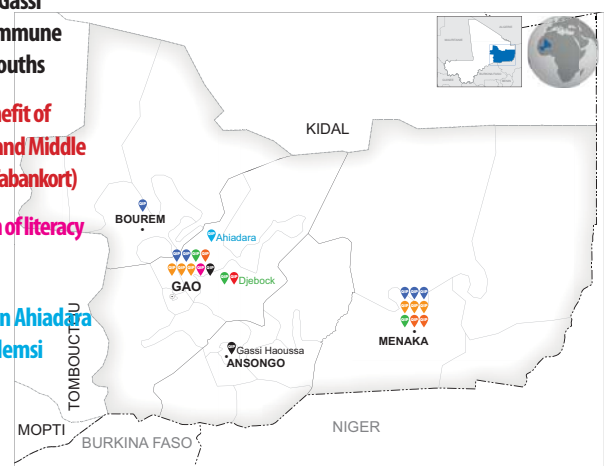 Gassi
mmune
ouths
nefit of
and Middle
abankort)
n of literacy
n Ahiadara
lemsi
KIDAL
BOUREM
Ahiadara
GAO
Djebock
MENAKA
Gassi Haoussa
ANSONGO
TOMBOUCTOU
MOPTI
BURKINA FASO
NIGER